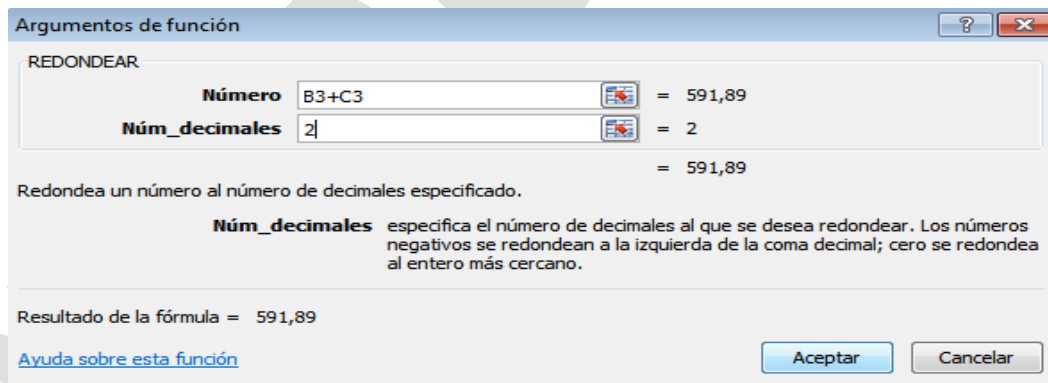 Argumentos de función
REDONDEAR
Número B3+C3 = 591,89
Núm_decimales 2 = 2
= 591,89
Redondea un número al número de decimales especificado.
Núm_decimales especifica el número de decimales al que se desea redondear. Los números
negativos se redondean a la izquierda de la coma decimal; cero se redondea
al entero más cercano.
Resultado de la fórmula = 591,89
Ayuda sobre esta función
Aceptar Cancelar